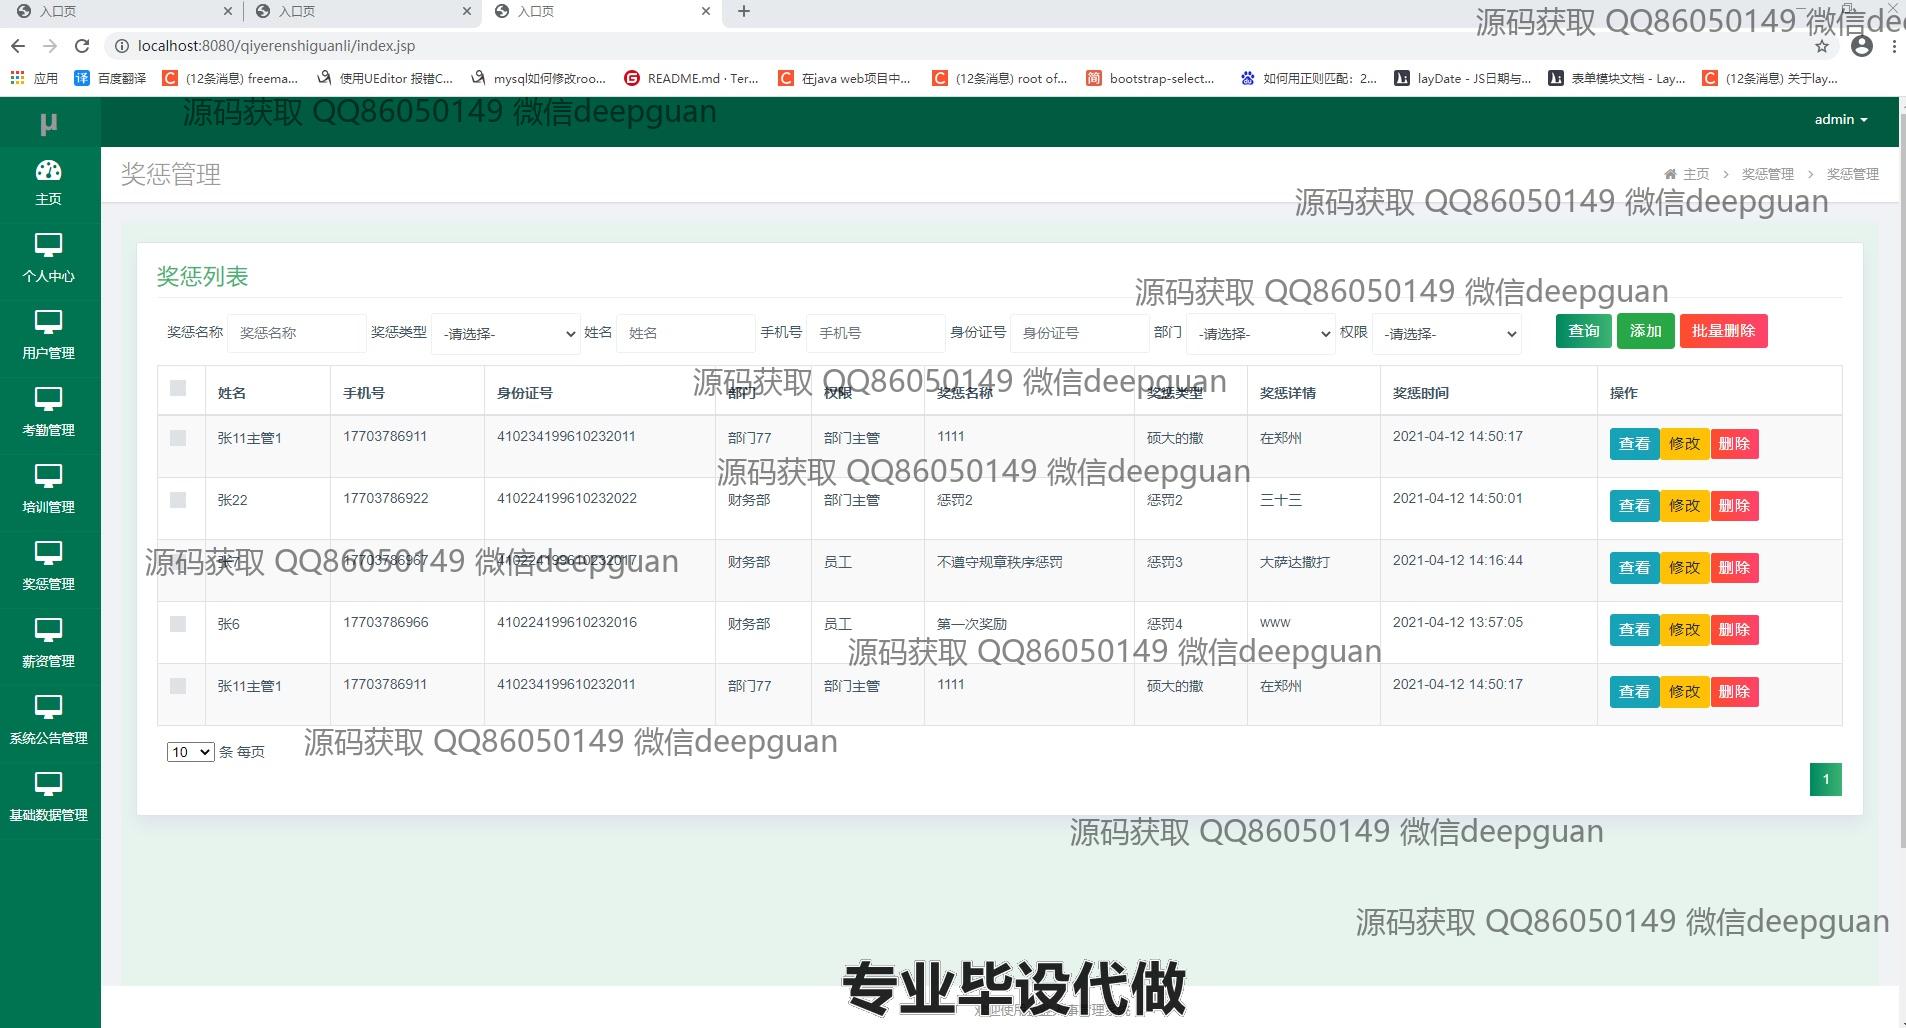 入口页 入口页 入口页
localhost:8080/qiyerenshiguanli/index.jsp
应用 百度翻译 (12条消息) freema... 使用UEditor 报错C... mysql如何修改roo... README.md · Ter... 在java web项目中... (12条消息) root of... bootstrap-select... 如何用正则匹配：2... layDate - JS日期与... 表单模块文档 - Lay... (12条消息) 关于lay...
源码获取 QQ86050149 微信de
源码获取 QQ86050149 微信deepguan
μ
admin
主页
个人中心
用户管理
考勤管理
培训管理
奖惩管理
薪资管理
系统公告管理
基础数据管理
奖惩管理
主页 > 奖惩管理 > 奖惩管理
源码获取 QQ86050149 微信deepguan
奖惩列表
源码获取 QQ86050149 微信deepguan
奖惩名称 奖惩名称 奖惩类型 -请选择- 姓名 姓名 手机号 手机号 身份证号 身份证号 部门 -请选择- 权限 -请选择- 查询 添加 批量删除
源码获取 QQ86050149 微信deepguan
姓名 手机号 身份证号 部门 权限 奖惩名称 奖惩类型 奖惩详情 奖惩时间 操作
张11主管1 17703786911 410234199610232011 部门77 部门主管 1111 硕大的撒 在郑州 2021-04-12 14:50:17 查看 修改 删除
源码获取 QQ86050149 微信deepguan
张22 17703786922 410224199610232022 财务部 部门主管 惩罚2 惩罚2 三十三 2021-04-12 14:50:01 查看 修改 删除
源码获取 QQ86050149 微信deepguan
张7 17703786967 410224199610232017 财务部 员工 不遵守规章秩序惩罚 惩罚3 大萨达撒打 2021-04-12 14:16:44 查看 修改 删除
张6 17703786966 410224199610232016 财务部 员工 第一次奖励 惩罚4 www 2021-04-12 13:57:05 查看 修改 删除
源码获取 QQ86050149 微信deepguan
张11主管1 17703786911 410234199610232011 部门77 部门主管 1111 硕大的撒 在郑州 2021-04-12 14:50:17 查看 修改 删除
10 条 每页
源码获取 QQ86050149 微信deepguan
1
源码获取 QQ86050149 微信deepguan
源码获取 QQ86050149 微信deepguan
专业毕设代做